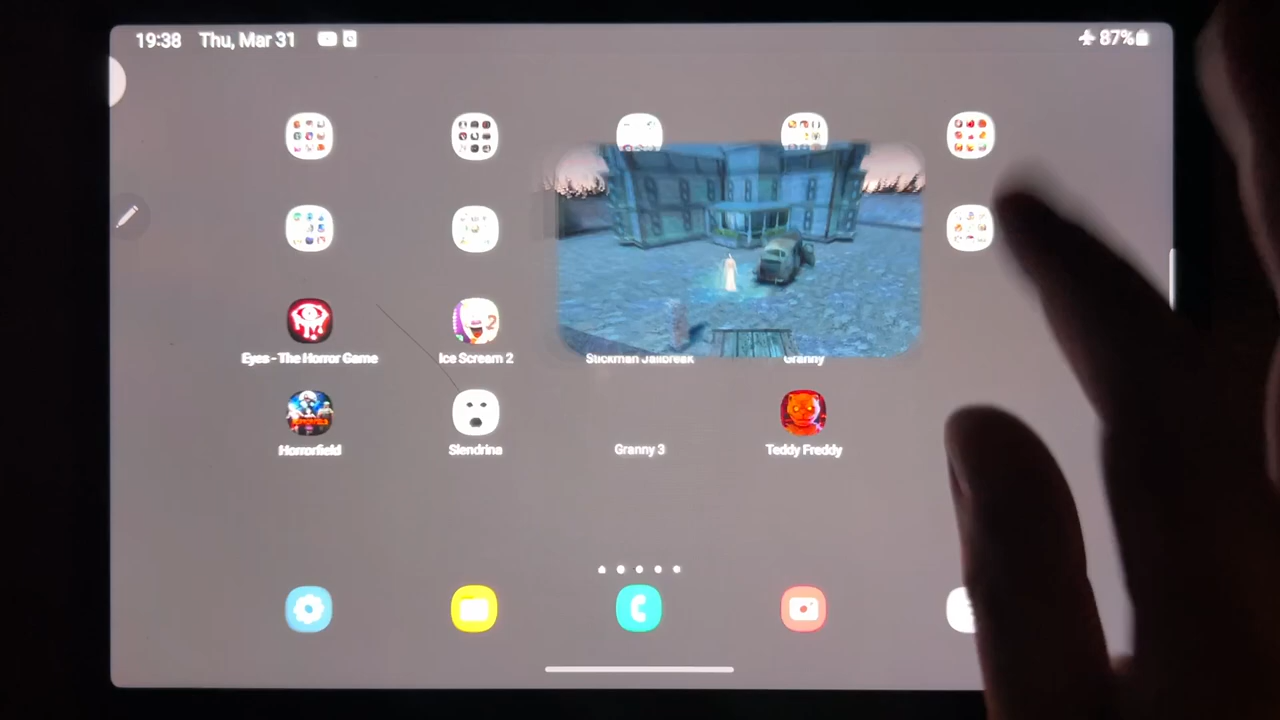 19:38 Thu, Mar 31 87%
Eyes - The Horror Game Ice Scream 2 Stickman Jailbreak Granny
Horrorfield Slendrina Granny 3 Teddy Freddy